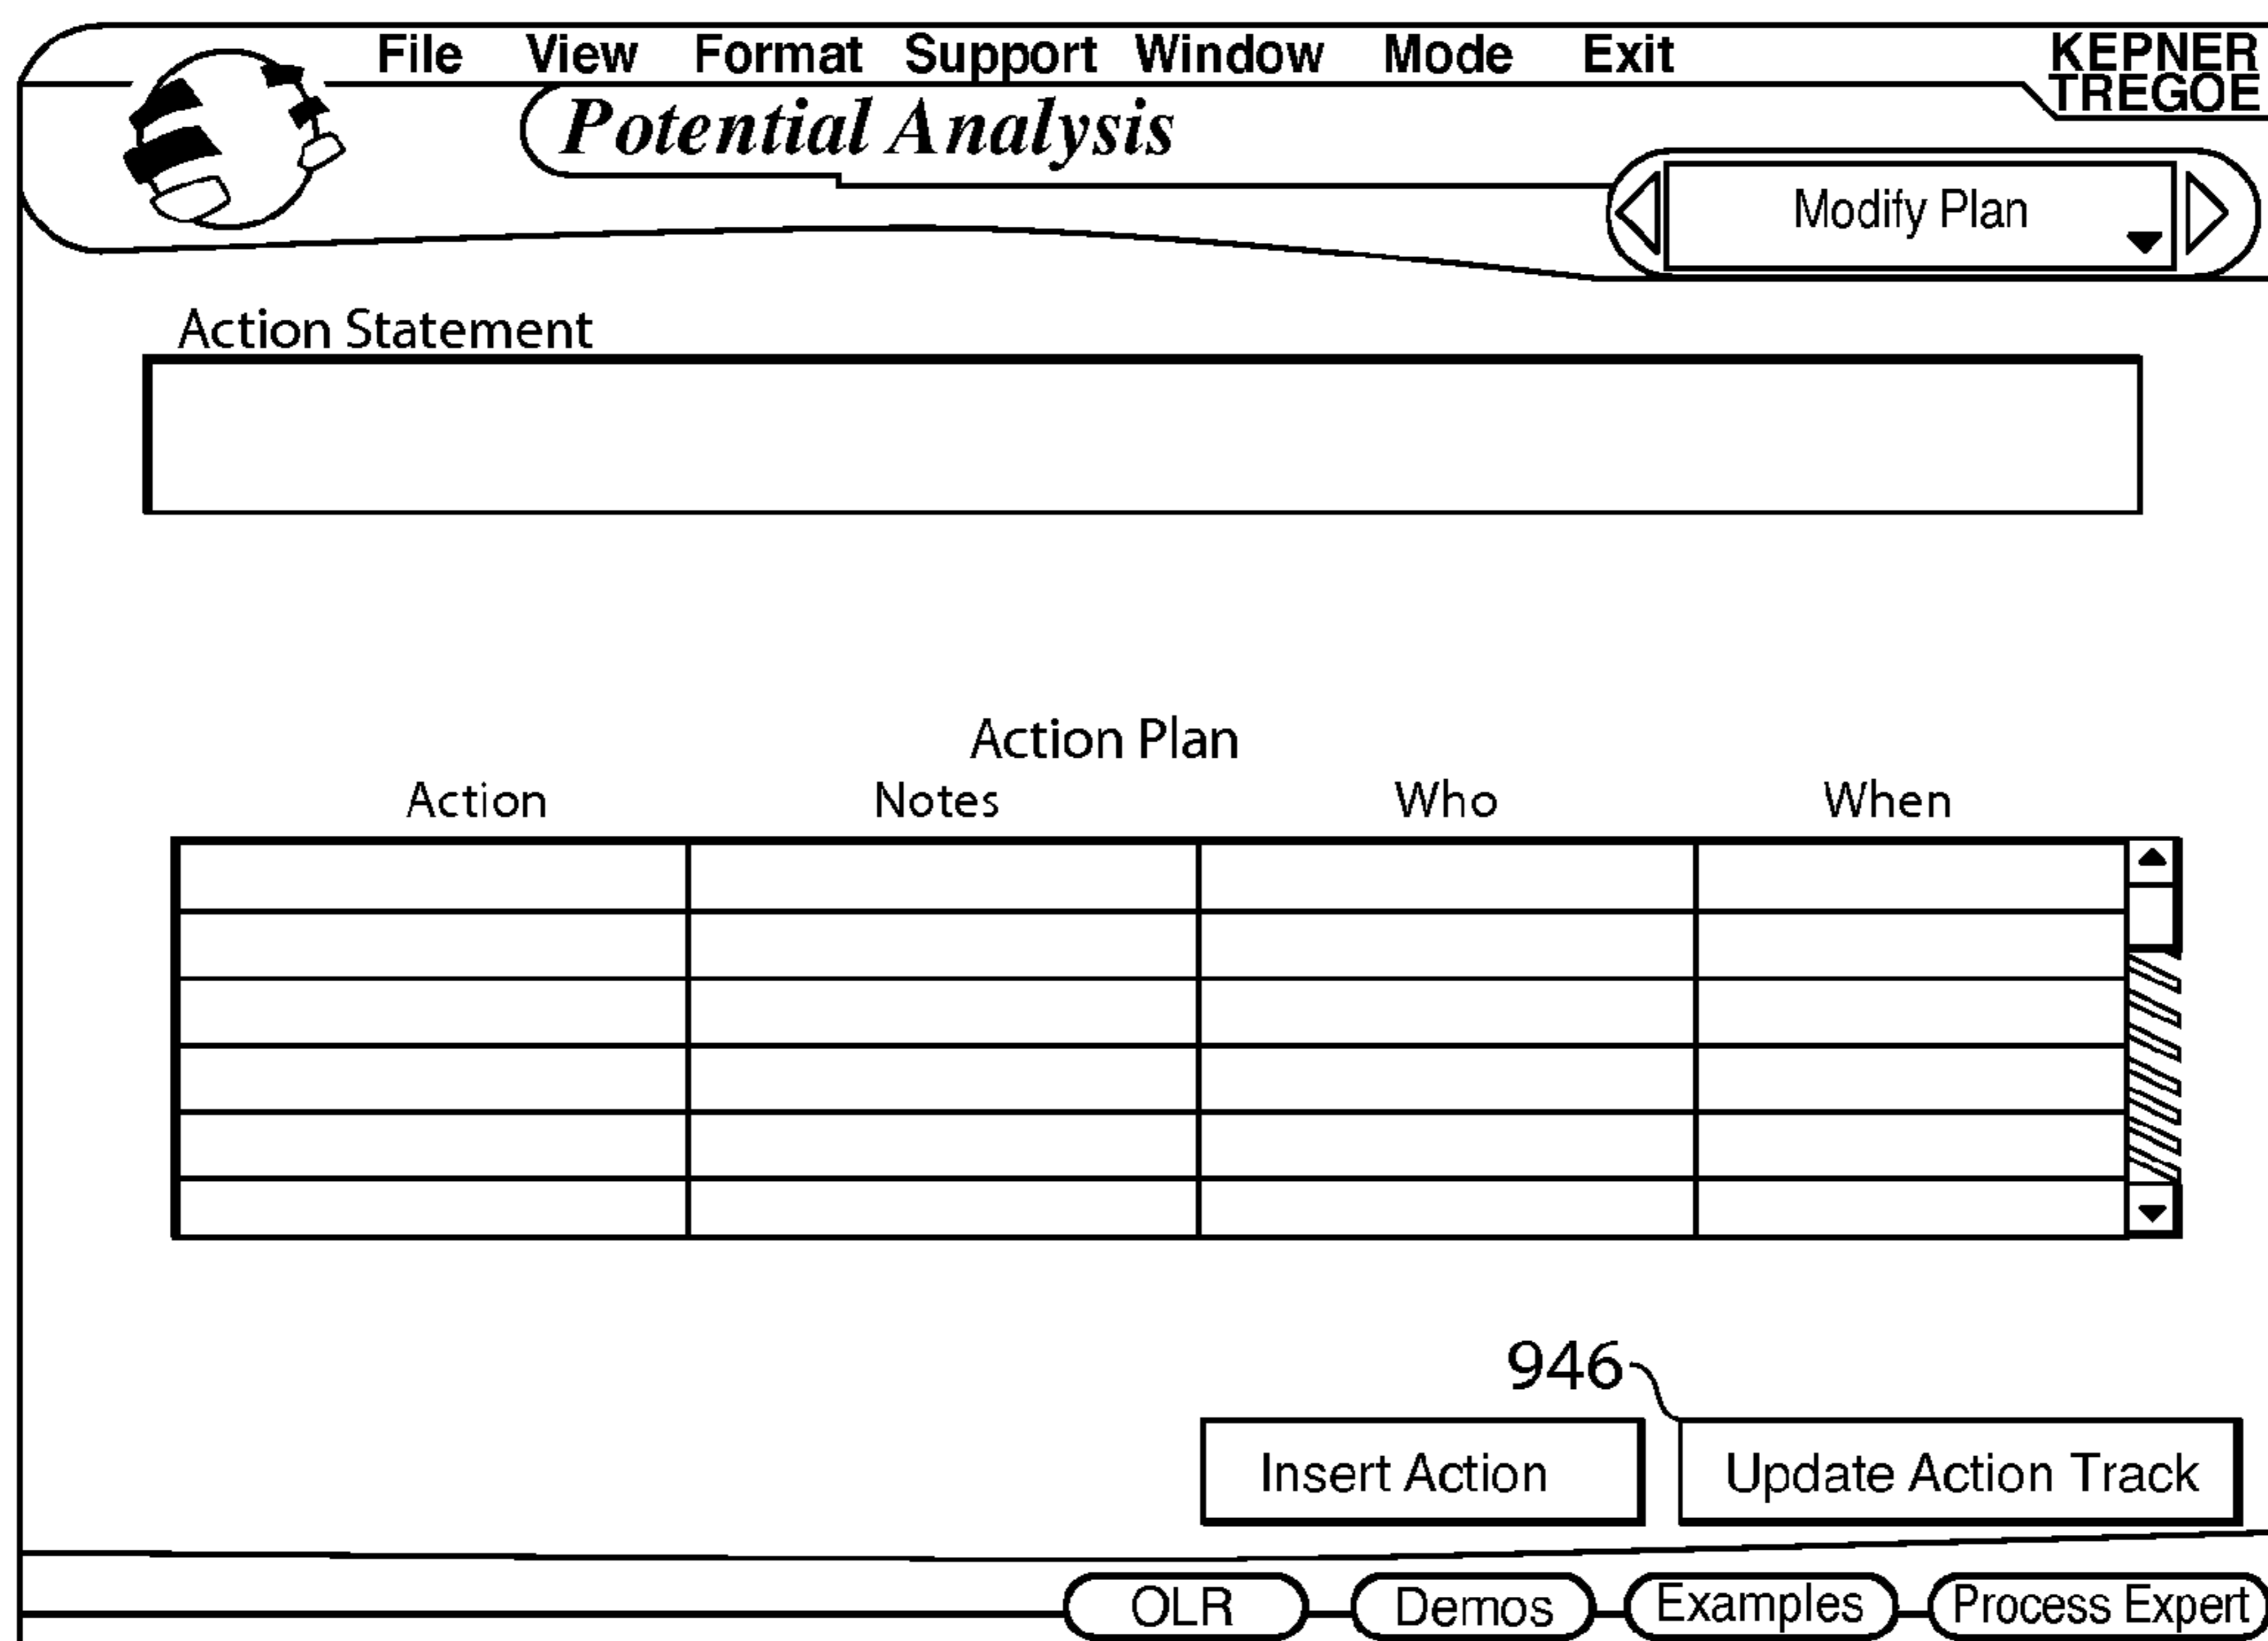 File View Format Support Window Mode Exit
KEPNER
TREGOE
Potential Analysis
Modify Plan
Action Statement
Action Plan
Action Notes Who When
946
Insert Action Update Action Track
OLR Demos Examples Process Expert